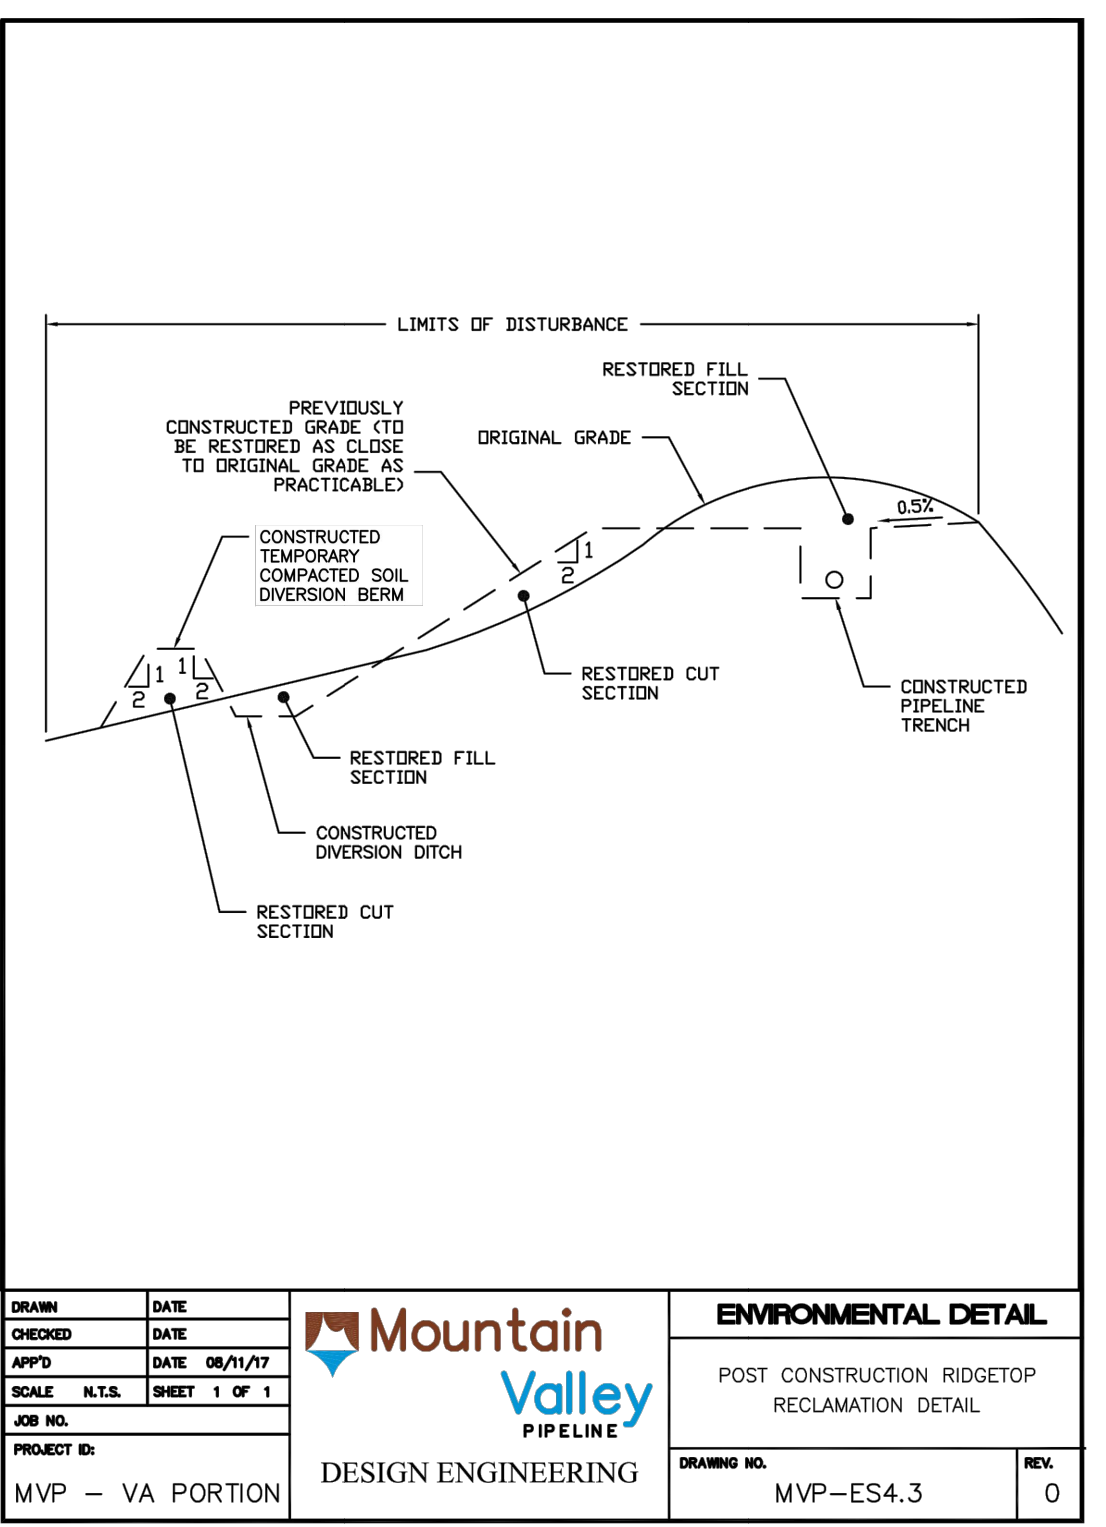 LIMITS OF DISTURBANCE
RESTORED FILL
SECTION
PREVIOUSLY
CONSTRUCTED GRADE (TO
BE RESTORED AS CLOSE
TO ORIGINAL GRADE AS
PRACTICABLE)
ORIGINAL GRADE
0.5%
CONSTRUCTED
TEMPORARY
COMPACTED SOIL
DIVERSION BERM
1
2
1
2
1
2
RESTORED CUT
SECTION
CONSTRUCTED
PIPELINE
TRENCH
RESTORED FILL
SECTION
CONSTRUCTED
DIVERSION DITCH
RESTORED CUT
SECTION
DRAWN DATE
CHECKED DATE
APP'D DATE 08/11/17
SCALE N.T.S. SHEET 1 OF 1
JOB NO.
PROJECT ID:
MVP - VA PORTION
Mountain
Valley
PIPELINE
DESIGN ENGINEERING
ENVIRONMENTAL DETAIL
POST CONSTRUCTION RIDGETOP
RECLAMATION DETAIL
DRAWING NO.
MVP-ES4.3
REV.
0